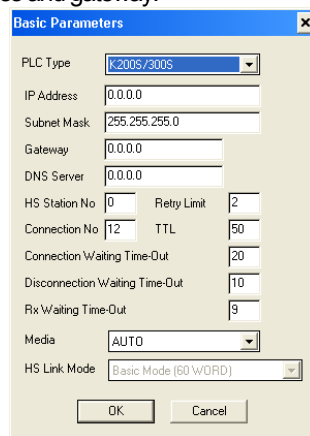 and gateway.
Basic Parameters
PLC Type K200S/300S
IP Address 0.0.0.0
Subnet Mask 255.255.255.0
Gateway 0.0.0.0
DNS Server 0.0.0.0
HS Station No 0 Retry Limit 2
Connection No 12 TTL 50
Connection Waiting Time-Out 20
Disconnection Waiting Time-Out 10
Rx Waiting Time-Out 9
Media AUTO
HS Link Mode Basic Mode (60 WORD)
OK Cancel